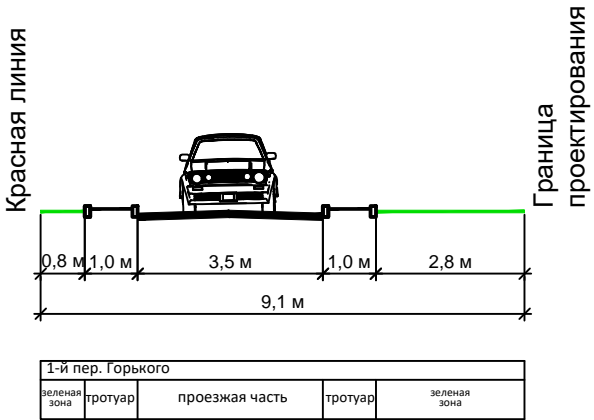 Красная линия
Граница
проектирования
0,8 м 1,0 м 3,5 м 1,0 м 2,8 м
9,1 м
1-й пер. Горького
зеленая зона тротуар проезжая часть тротуар зеленая зона